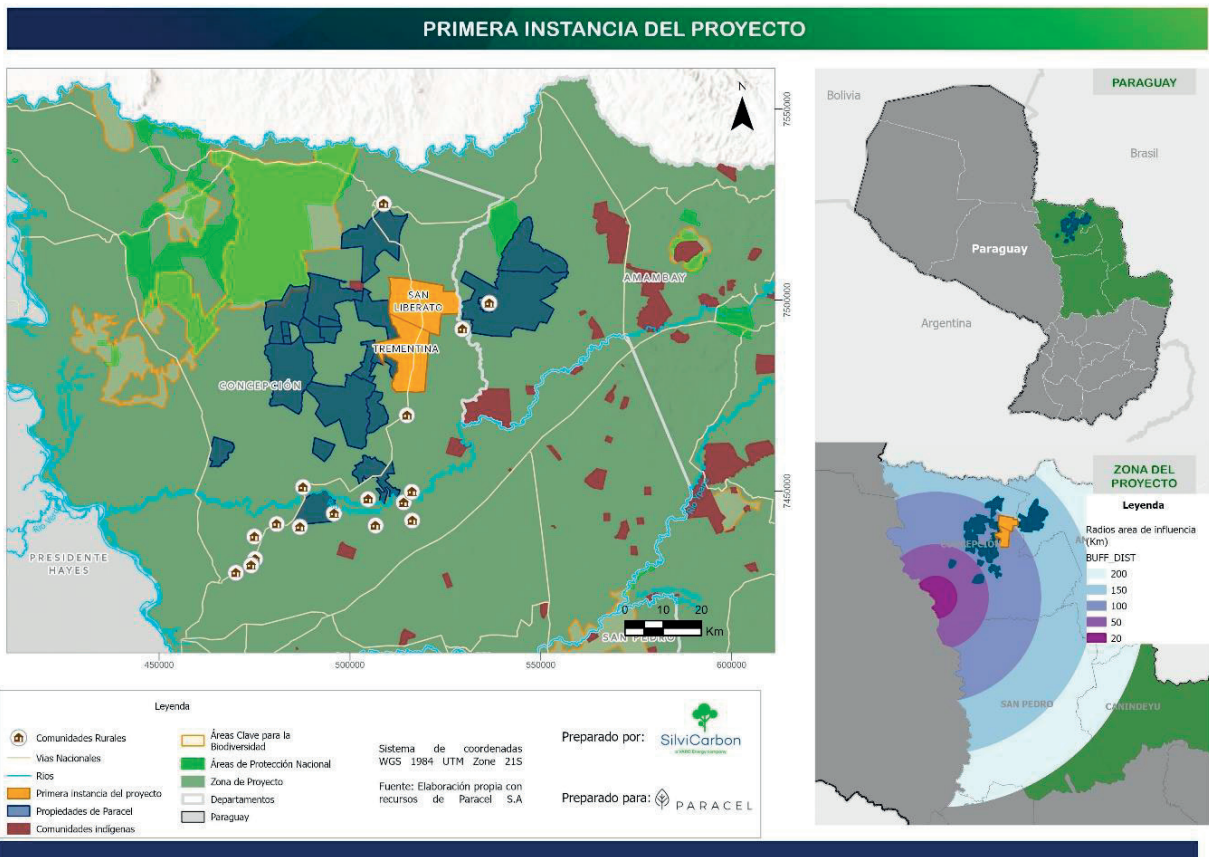 PRIMERA INSTANCIA DEL PROYECTO
N
7550000
7500000
7450000
SAN
LIBERATO
TREMENTINA
CONCEPCIÓN
AMAMBAY
PRESIDENTE
HAYES
SAN PEDRO
0 10 20
Km
450000
500000
550000
600000
PARAGUAY
Bolivia
Brasil
Paraguay
Argentina
ZONA DEL
PROYECTO
Leyenda
Radios area de influencia
(Km)
BUFF_DIST
200
150
100
50
20
SAN PEDRO
CANINDEYU
Leyenda
Comunidades Rurales
Vias Nacionales
Rios
Primera instancia del proyecto
Propiedades de Paracel
Comunidades indígenas
Áreas Clave para la
Biodiversidad
Áreas de Protección Nacional
Zona de Proyecto
Departamentos
Paraguay
Sistema de coordenadas
WGS 1984 UTM Zone 21S
Fuente: Elaboración propia con
recursos de Paracel S.A
Preparado por:
SilviCarbon
Preparado para:
PARACEL